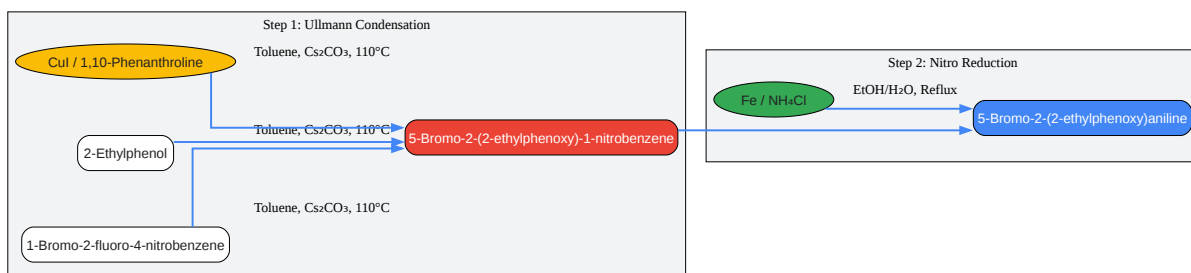 Step 1: Ullmann Condensation
Toluene, Cs₂CO₃, 110°C
CuI / 1,10-Phenanthroline
Toluene, Cs₂CO₃, 110°C
2-Ethylphenol
5-Bromo-2-(2-ethylphenoxy)-1-nitrobenzene
Toluene, Cs₂CO₃, 110°C
1-Bromo-2-fluoro-4-nitrobenzene
Step 2: Nitro Reduction
EtOH/H₂O, Reflux
Fe / NH₄Cl
5-Bromo-2-(2-ethylphenoxy)aniline